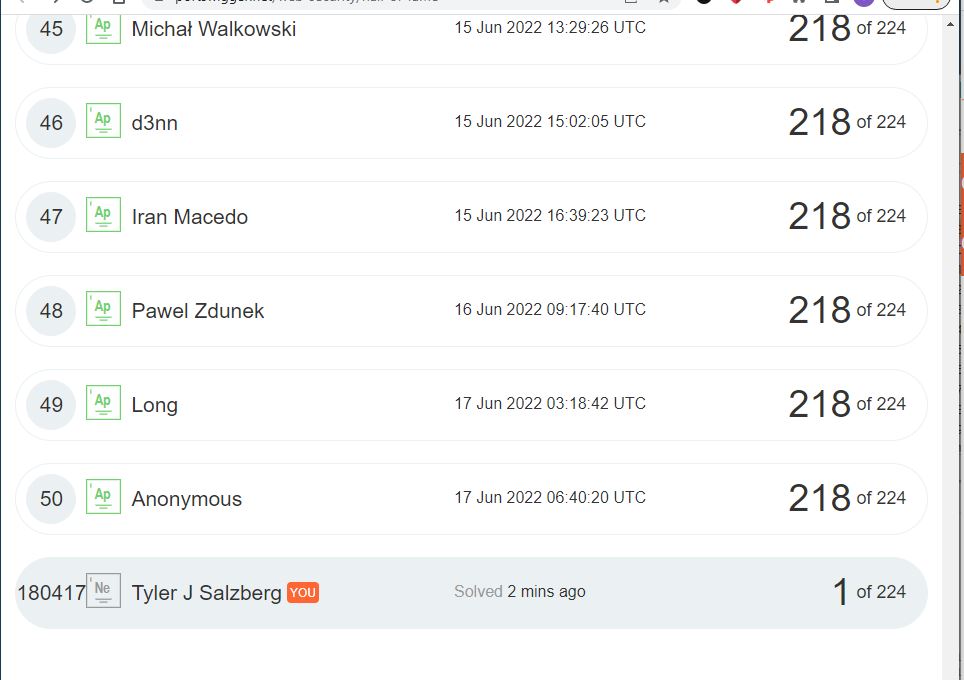 45 Ap Michał Walkowski 15 Jun 2022 13:29:26 UTC 218 of 224
46 Ap d3nn 15 Jun 2022 15:02:05 UTC 218 of 224
47 Ap Iran Macedo 15 Jun 2022 16:39:23 UTC 218 of 224
48 Ap Pawel Zdunek 16 Jun 2022 09:17:40 UTC 218 of 224
49 Ap Long 17 Jun 2022 03:18:42 UTC 218 of 224
50 Ap Anonymous 17 Jun 2022 06:40:20 UTC 218 of 224
180417 Ne Tyler J Salzberg YOU Solved 2 mins ago 1 of 224